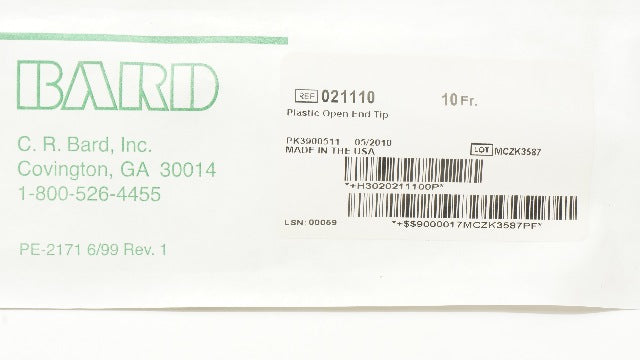 BARD
C. R. Bard, Inc.
Covington, GA 30014
1-800-526-4455
PE-2171 6/99 Rev. 1
REF 021110 10 Fr.
Plastic Open End Tip
PK3900511 05/2010
MADE IN THE USA
LOT MCZK3587
*+H3020211100P*
LSN: 00069
*+$$9000017MCZK3587PF*